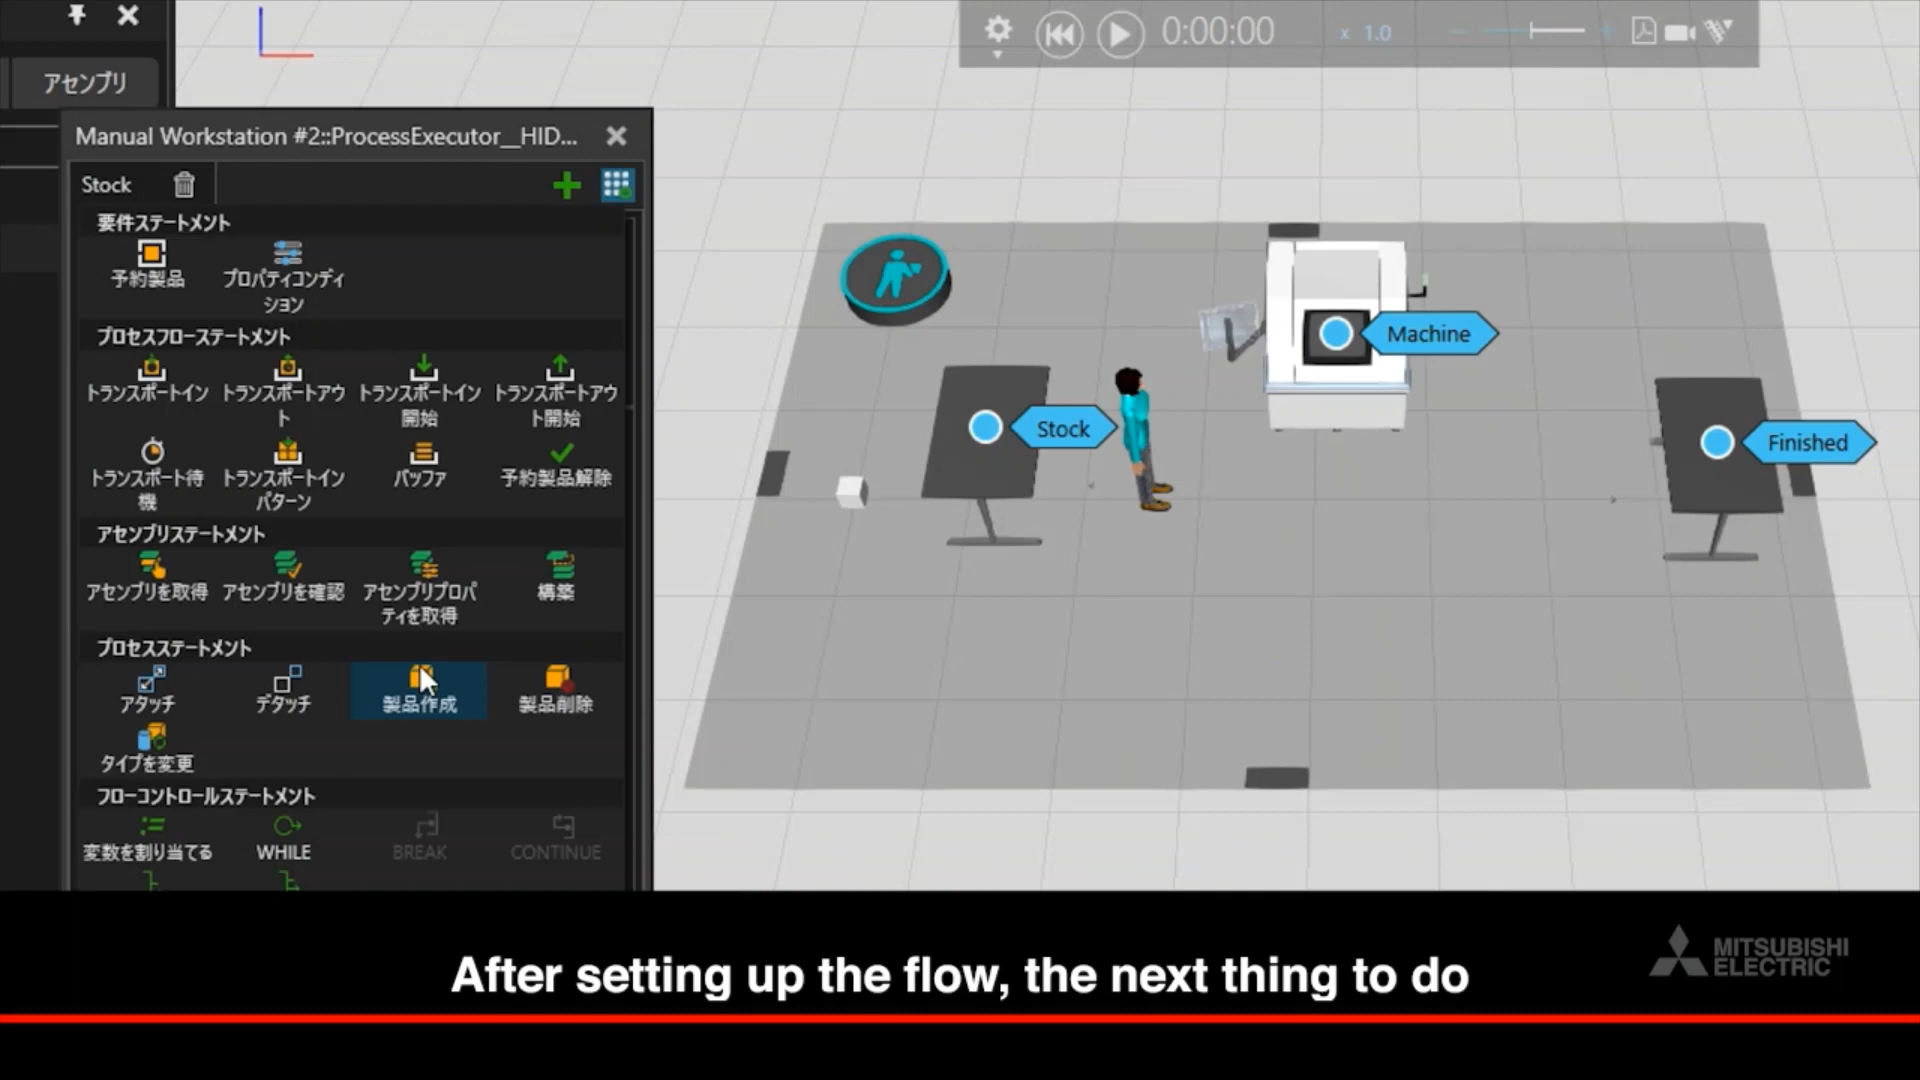 アセンブリ
Manual Workstation #2::ProcessExecutor__HID...
Stock
要件ステートメント
予約製品
プロパティコンディ
ション
プロセスフローステートメント
トランスポートイン
トランスポートアウ
ト
トランスポートイン
開始
トランスポートアウ
ト開始
トランスポート待
機
トランスポートイン
パターン
バッファ
予約製品解除
アセンブリステートメント
アセンブリを取得
アセンブリを確認
アセンブリプロパ
ティを取得
構築
プロセスステートメント
アタッチ
デタッチ
製品作成
製品削除
タイプを変更
フローコントロールステートメント
変数を割り当てる
WHILE
BREAK
CONTINUE
0:00:00
x 1.0
Machine
Stock
Finished
After setting up the flow, the next thing to do
MITSUBISHI
ELECTRIC